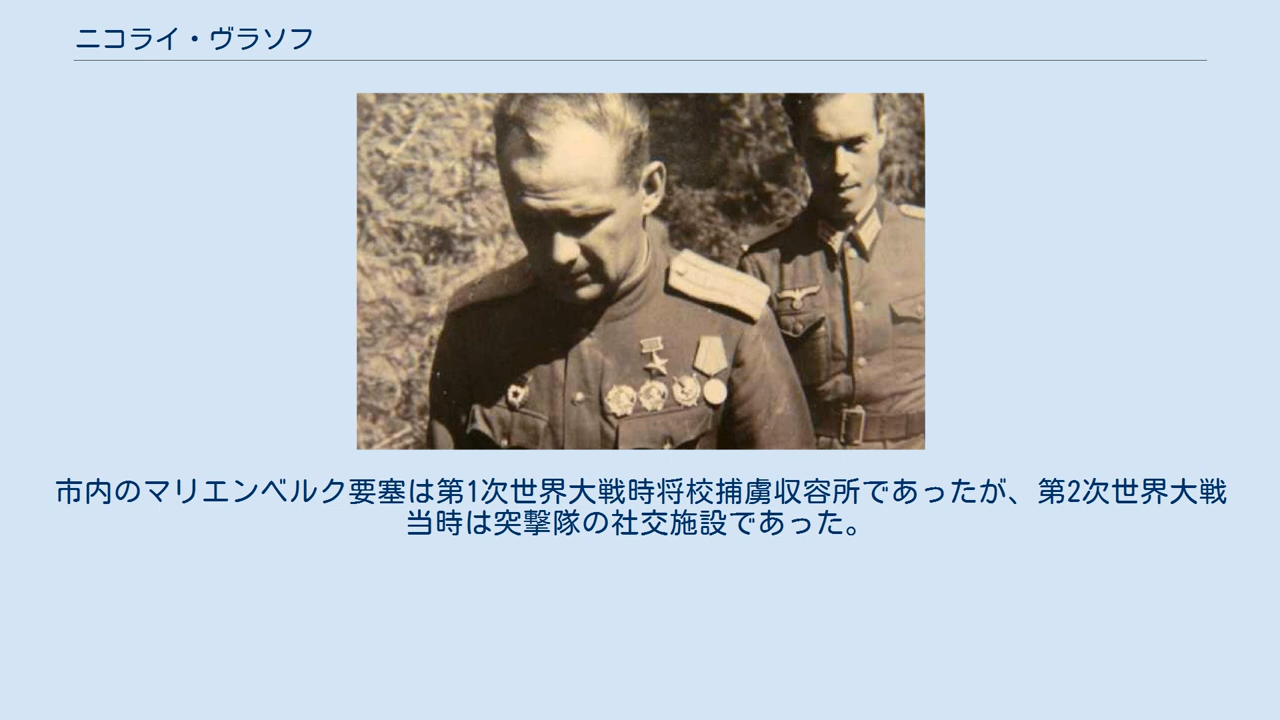 ニコライ・ヴラソフ
市内のマリエンベルク要塞は第1次世界大戦時将校捕虜収容所であったが、第2次世界大戦
当時は突撃隊の社交施設であった。